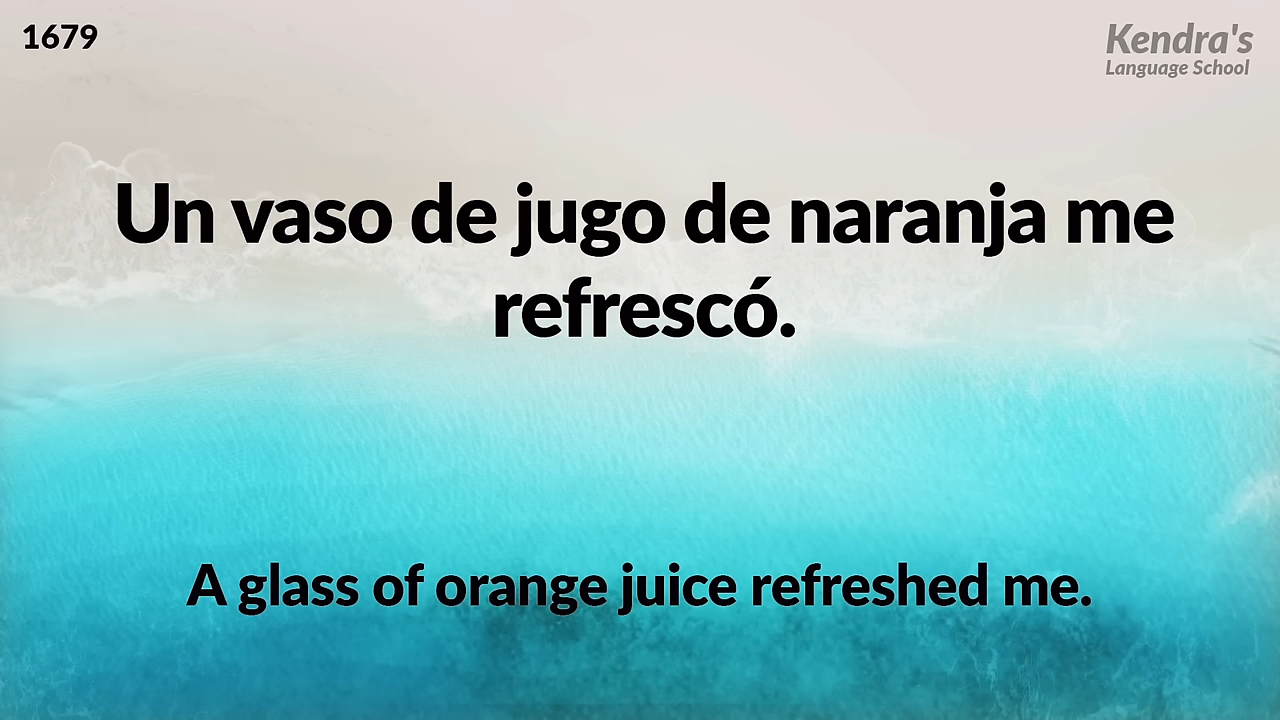 1679
Kendra's
Language School
Un vaso de jugo de naranja me
refrescó.
A glass of orange juice refreshed me.